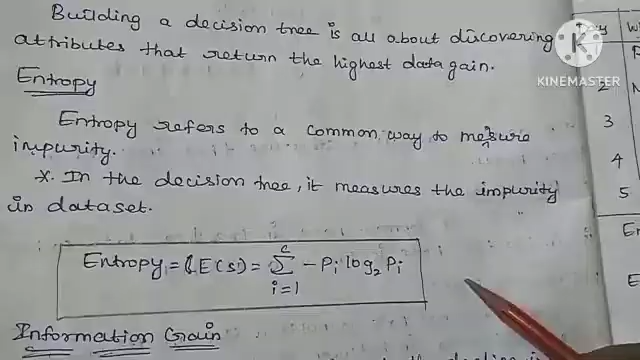 Building a decision tree is all about discovering
attributes that return the highest data gain.
Entropy
Entropy refers to a common way to measure
impurity.
*. In the decision tree, it measures the impurity
in dataset.
Entropy = E(S) = Σ - Pi log2 Pi
c
i=1
Information Gain
KINEMASTER
2
3
4
5